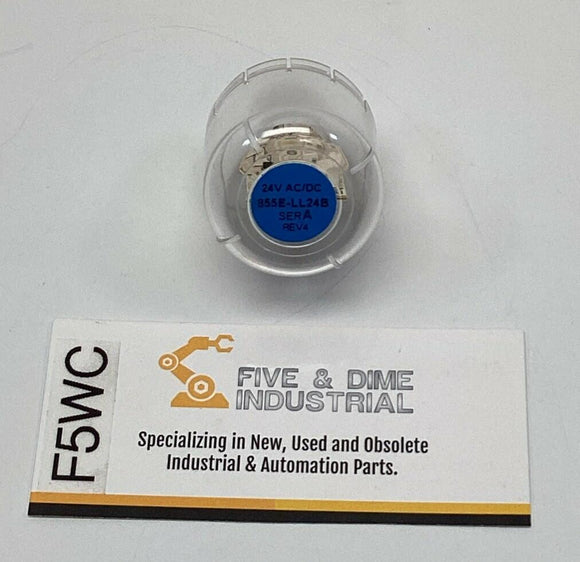 24V AC/DC
855E-LL24B
SER A
REV4
F5WC
FIVE & DIME
INDUSTRIAL
Specializing in New, Used and Obsolete
Industrial & Automation Parts.